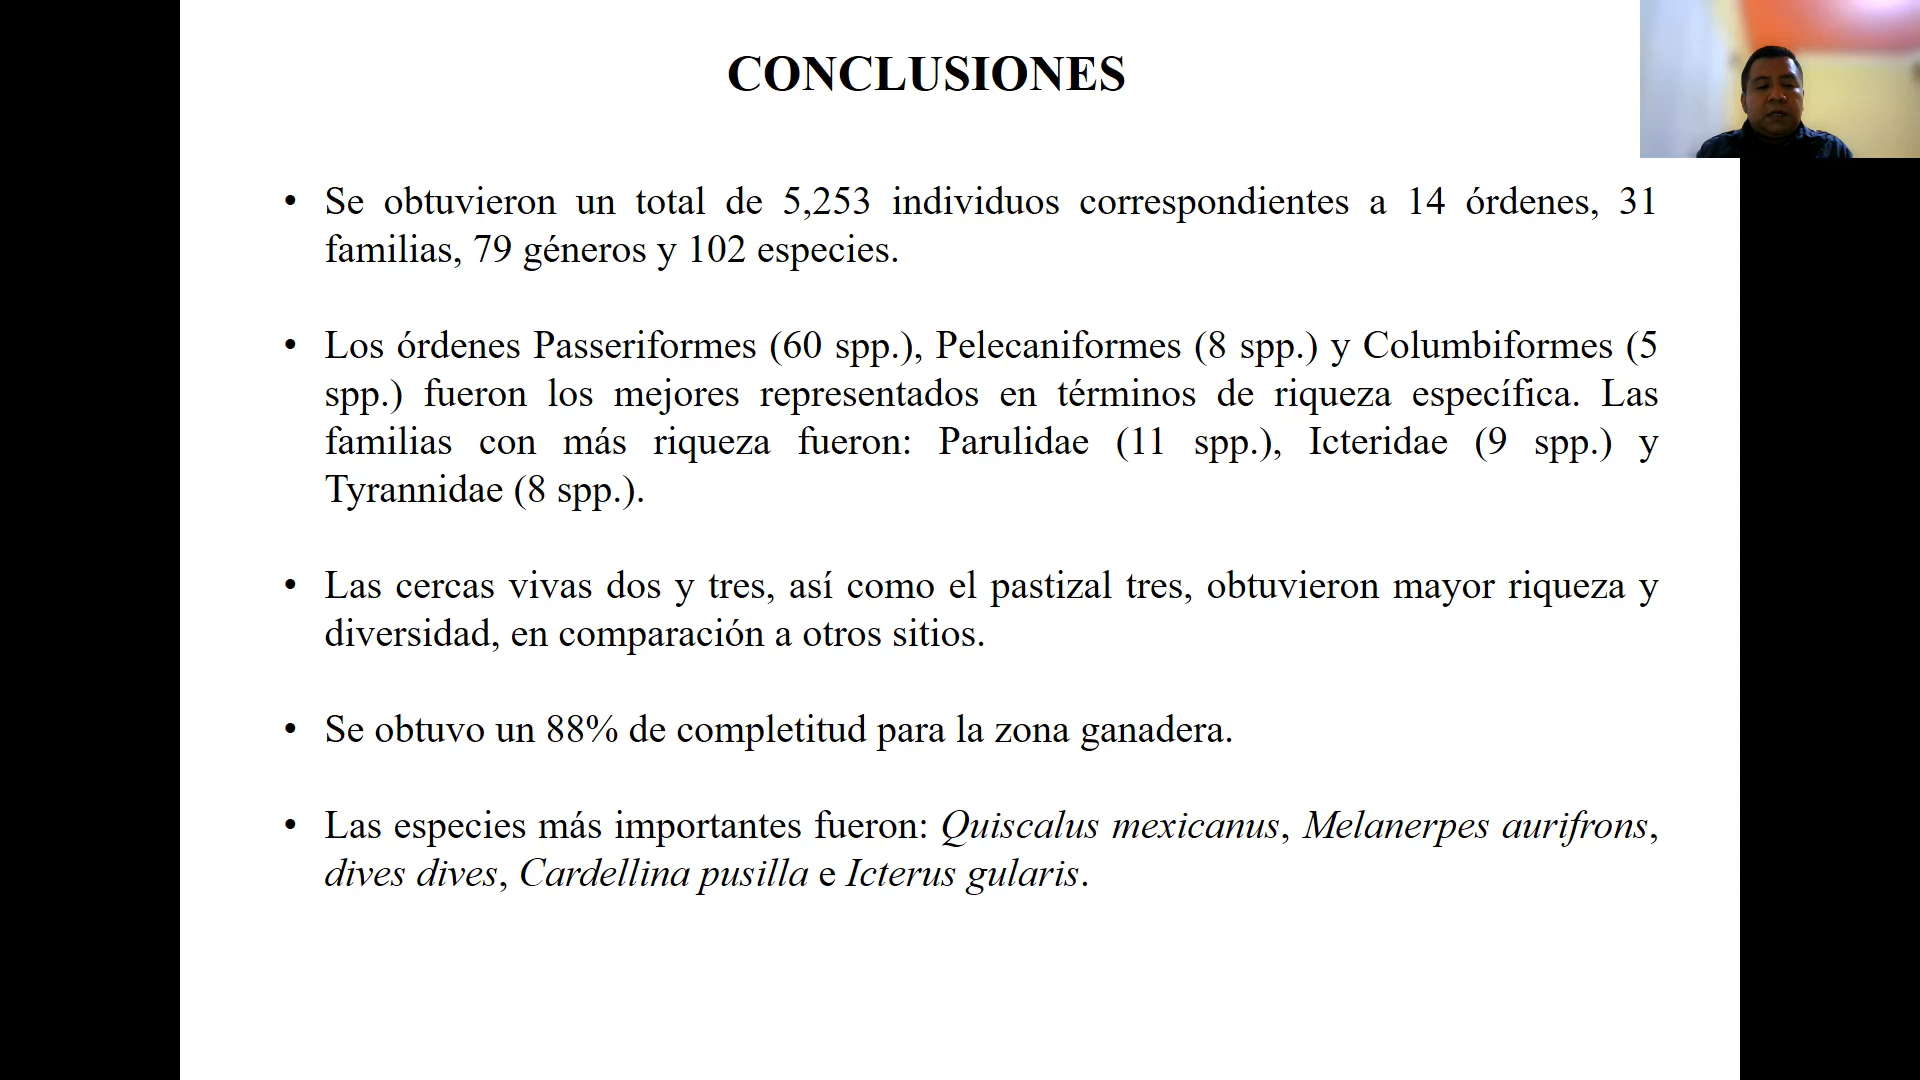 CONCLUSIONES
• Se obtuvieron un total de 5,253 individuos correspondientes a 14 órdenes, 31
familias, 79 géneros y 102 especies.
• Los órdenes Passeriformes (60 spp.), Pelecaniformes (8 spp.) y Columbiformes (5
spp.) fueron los mejores representados en términos de riqueza específica. Las
familias con más riqueza fueron: Parulidae (11 spp.), Icteridae (9 spp.) y
Tyrannidae (8 spp.).
• Las cercas vivas dos y tres, así como el pastizal tres, obtuvieron mayor riqueza y
diversidad, en comparación a otros sitios.
• Se obtuvo un 88% de completitud para la zona ganadera.
• Las especies más importantes fueron: Quiscalus mexicanus, Melanerpes aurifrons,
dives dives, Cardellina pusilla e Icterus gularis.